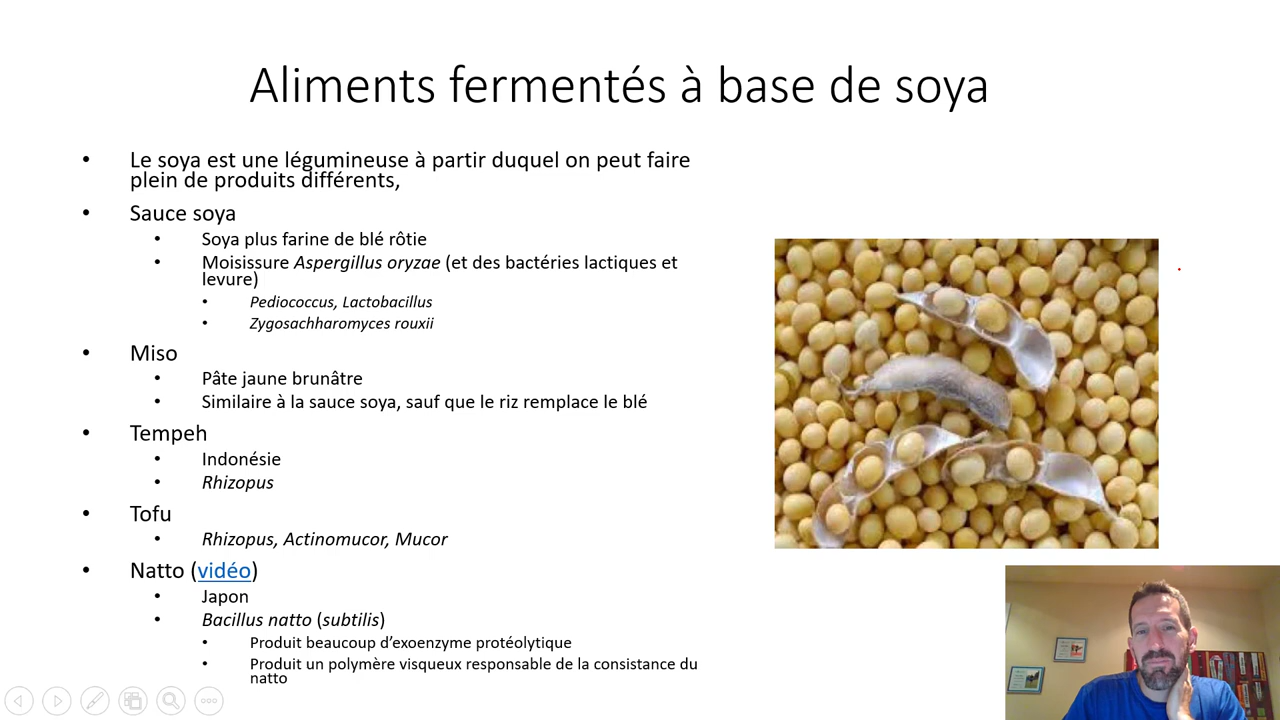 Aliments fermentés à base de soya
• Le soya est une légumineuse à partir duquel on peut faire
plein de produits différents,
• Sauce soya
• Soya plus farine de blé rôtie
• Moisissure Aspergillus oryzae (et des bactéries lactiques et
levure)
• Pediococcus, Lactobacillus
• Zygosachharomyces rouxii
• Miso
• Pâte jaune brunâtre
• Similaire à la sauce soya, sauf que le riz remplace le blé
• Tempeh
• Indonésie
• Rhizopus
• Tofu
• Rhizopus, Actinomucor, Mucor
• Natto (vidéo)
• Japon
• Bacillus natto (subtilis)
• Produit beaucoup d’exoenzyme protéolytique
• Produit un polymère visqueux responsable de la consistance du
natto